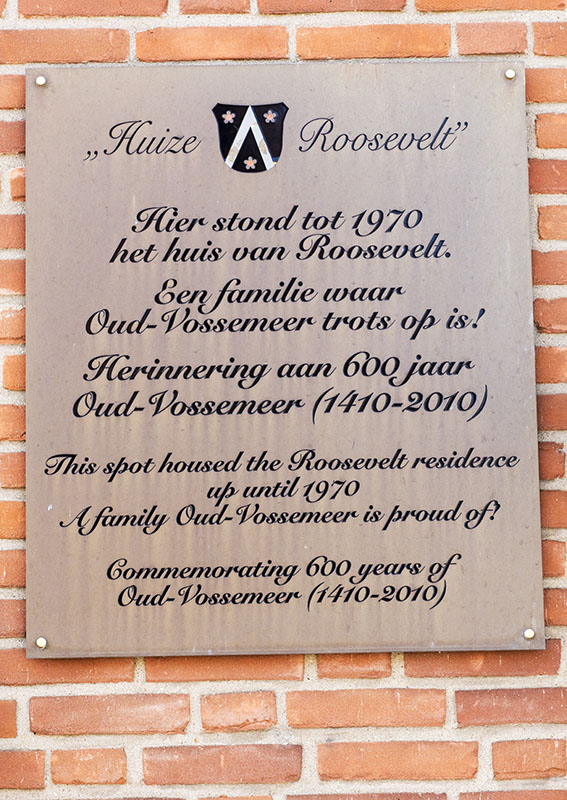 „Huize Roosevelt”
Hier stond tot 1970
het huis van Roosevelt.
Een familie waar
Oud-Vossemeer trots op is!
Herinnering aan 600 jaar
Oud-Vossemeer (1410-2010)
This spot housed the Roosevelt residence
up until 1970
A family Oud-Vossemeer is proud of?
Commemorating 600 years of
Oud-Vossemeer (1410-2010)